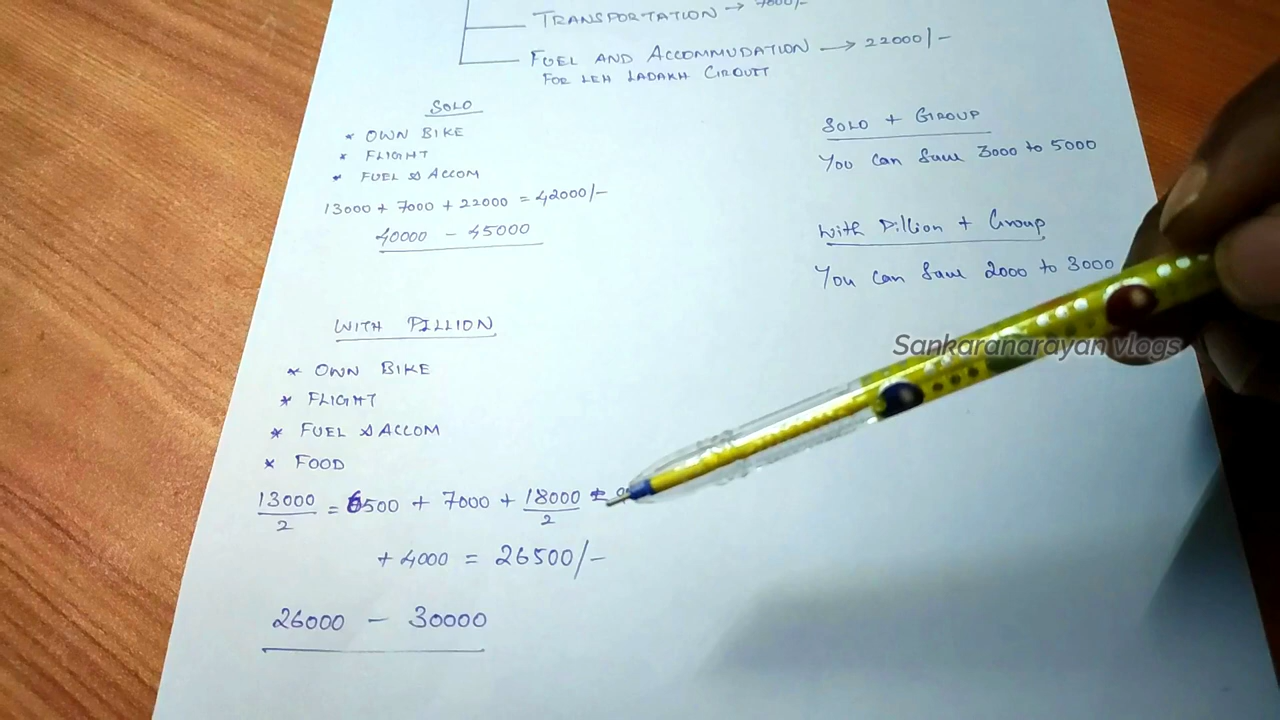 TRANSPORTATION → 7000/-
FUEL AND ACCOMMUDATION → 22000/-
FOR LEH LADAKH CIRCUIT
SOLO
* OWN BIKE
* FLIGHT
* FUEL & ACCOM
13000 + 7000 + 22000 = 42000/-
40000 - 45000
SOLO + GROUP
You can save 3000 to 5000
With Pillion + Group
You can save 2000 to 3000
Sankaranarayan vlogs
WITH PILLION
* OWN BIKE
* FLIGHT
* FUEL & ACCOM
* FOOD
13000/2 = 6500 + 7000 + 18000/2
+ 4000 = 26500/-
26000 - 30000